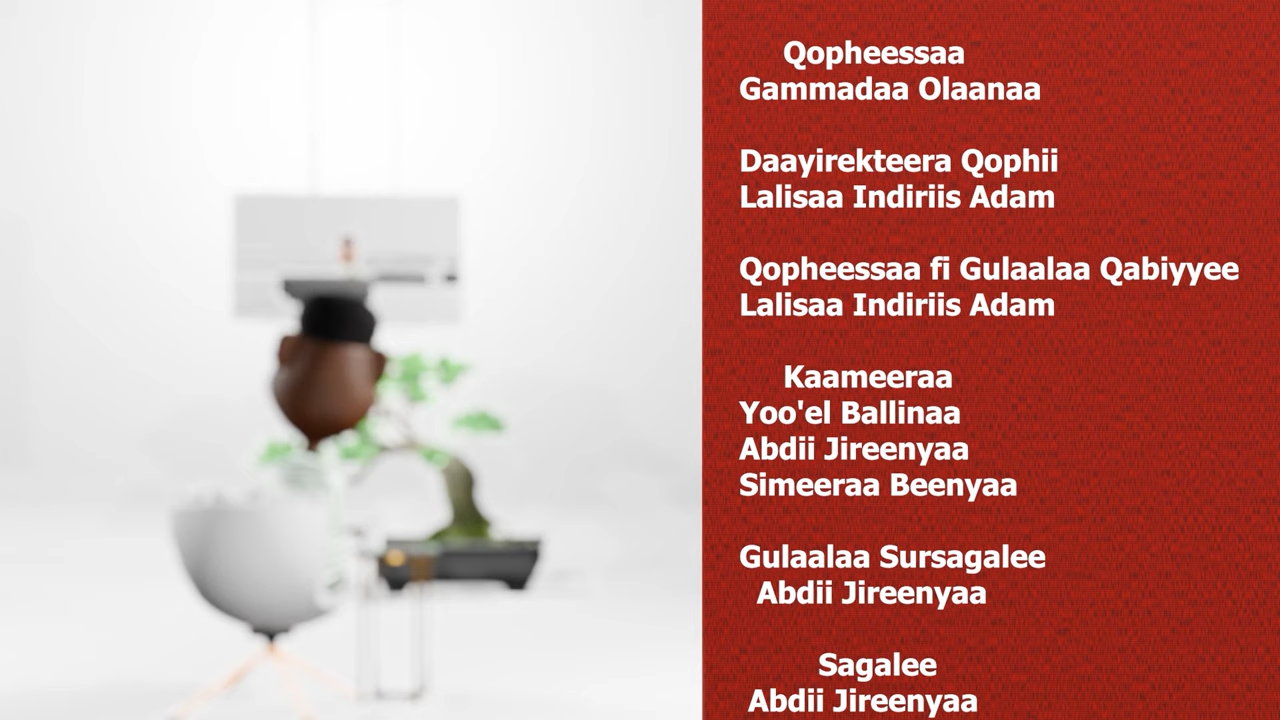 Qopheessaa
Gammadaa Olaanaa
Daayirekteera Qophii
Lalisaa Indiriis Adam
Qopheessaa fi Gulaalaa Qabiyyee
Lalisaa Indiriis Adam
Kaameeraa
Yoo'el Ballinaa
Abdii Jireenyaa
Simeeraa Beenyaa
Gulaalaa Sursagalee
Abdii Jireenyaa
Sagalee
Abdii Jireenyaa